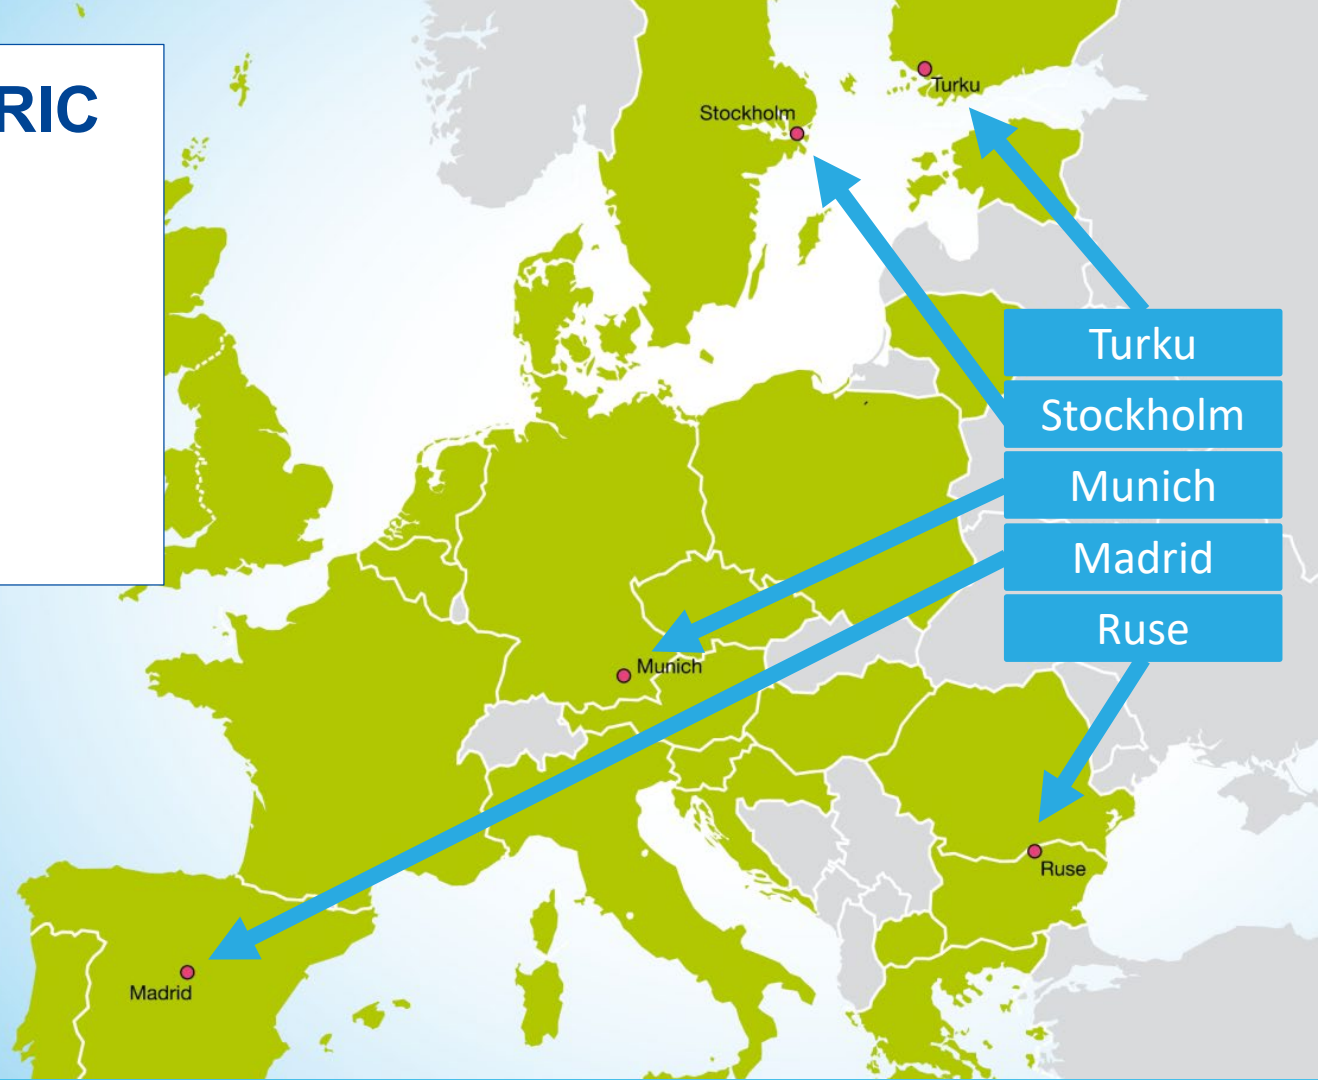 RIC
Stockholm
Turku
Turku
Stockholm
Munich
Madrid
Ruse
Munich
Ruse
Madrid